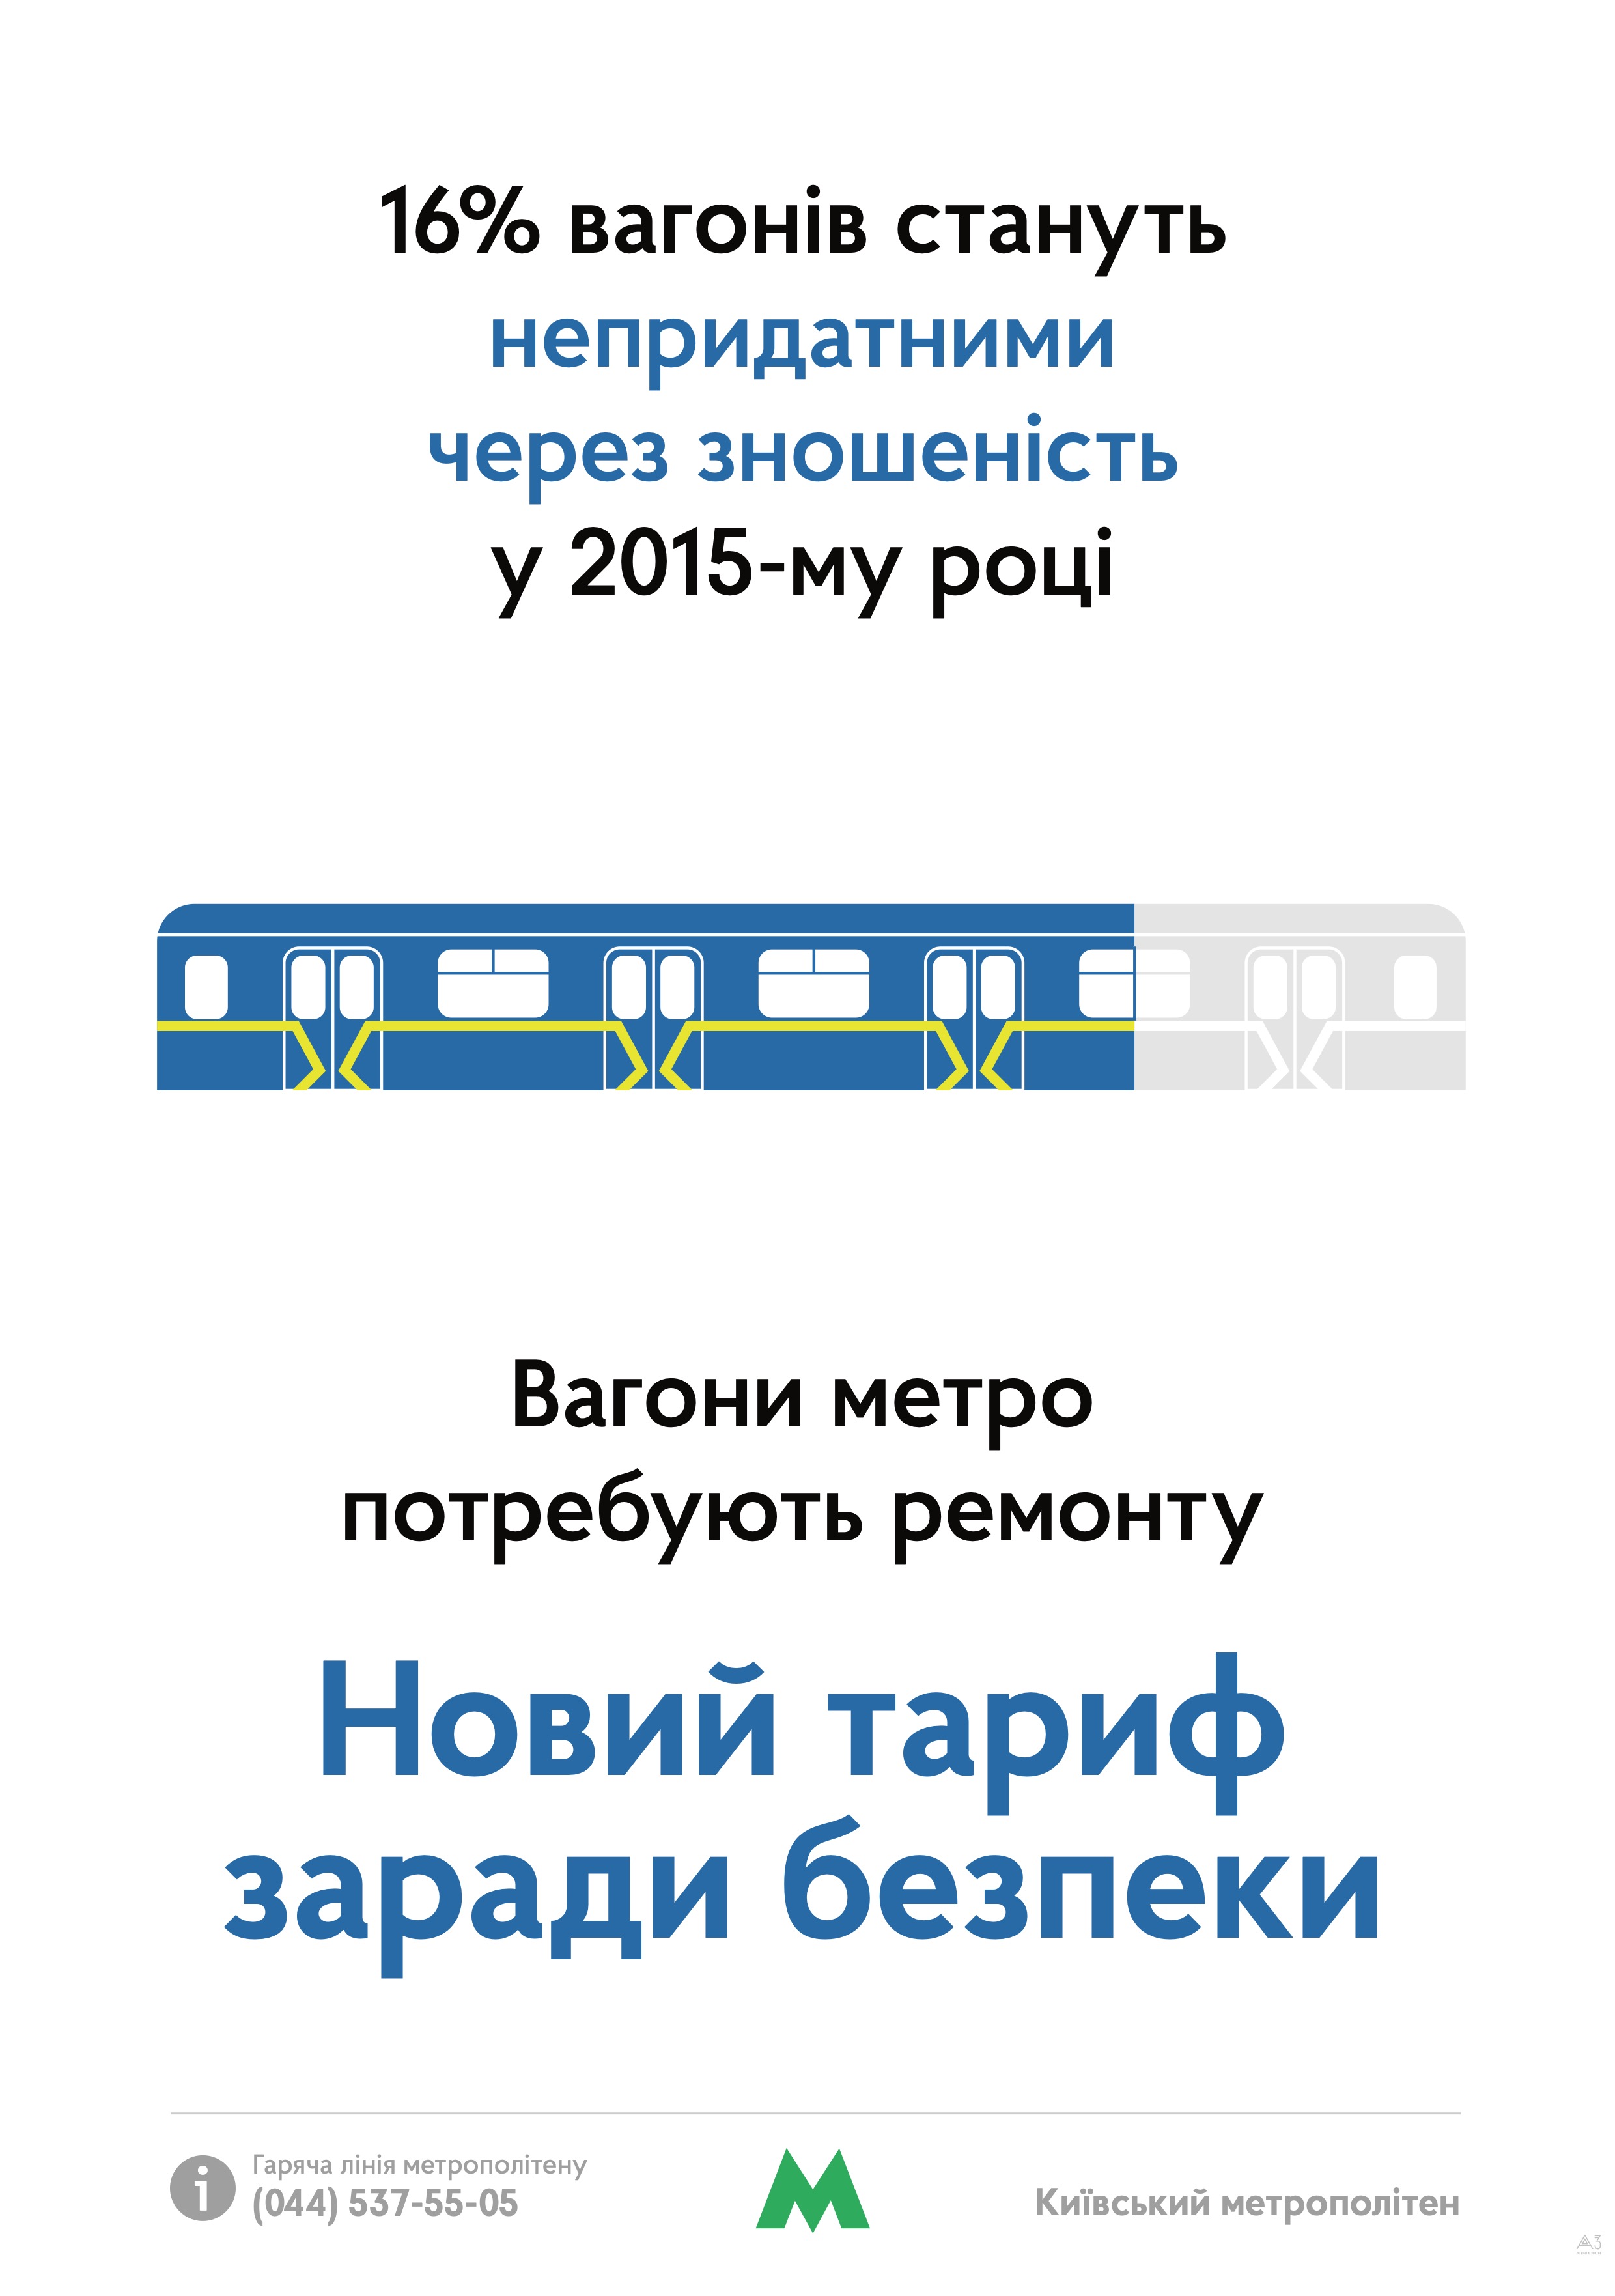 16% вагонів стануть
непридатними
через зношеність
у 2015-му році
Вагони метро
потребують ремонту
Новий тариф
заради безпеки
Гаряча лінія метрополітену
(044) 537-55-05
Київський метрополітен
А3